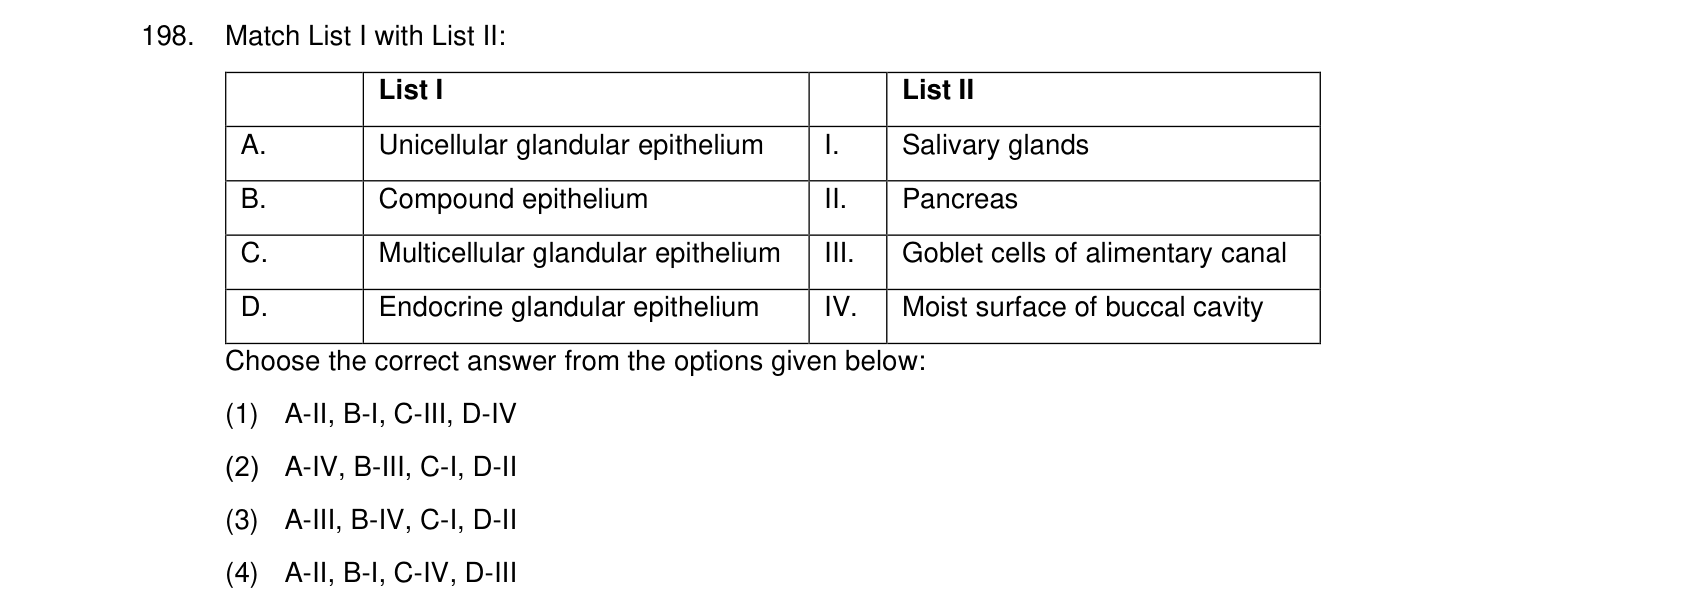 198. Match List I with List II:
List I List II
A. Unicellular glandular epithelium I. Salivary glands
B. Compound epithelium II. Pancreas
C. Multicellular glandular epithelium III. Goblet cells of alimentary canal
D. Endocrine glandular epithelium IV. Moist surface of buccal cavity
Choose the correct answer from the options given below:
(1) A-II, B-I, C-III, D-IV
(2) A-IV, B-III, C-I, D-II
(3) A-III, B-IV, C-I, D-II
(4) A-II, B-I, C-IV, D-III